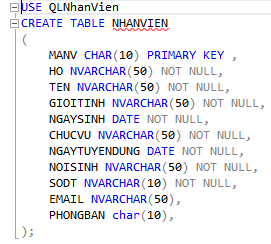 USE QLNhanVien
CREATE TABLE NHANVIEN
(
MANV CHAR(10) PRIMARY KEY ,
HO NVARCHAR(50) NOT NULL,
TEN NVARCHAR(50) NOT NULL,
GIOITINH NVARCHAR(50) NOT NULL,
NGAYSINH DATE NOT NULL,
CHUCVU NVARCHAR(50) NOT NULL,
NGAYTUYENDUNG DATE NOT NULL,
NOISINH NVARCHAR(50) NOT NULL,
SODT NVARCHAR(10) NOT NULL,
EMAIL NVARCHAR(50),
PHONGBAN char(10),
);